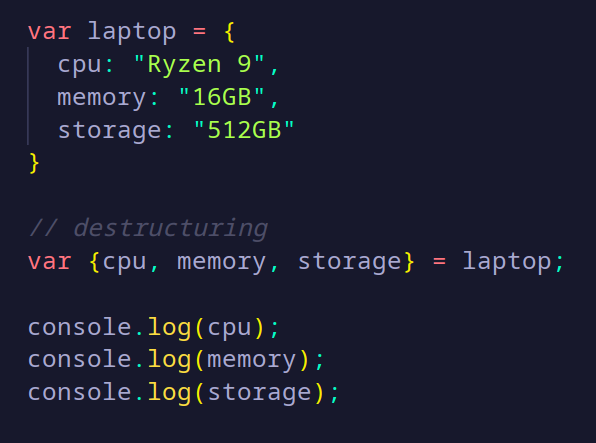 var laptop = {
  cpu: "Ryzen 9",
  memory: "16GB",
  storage: "512GB"
}
// destructuring
var {cpu, memory, storage} = laptop;
console.log(cpu);
console.log(memory);
console.log(storage);